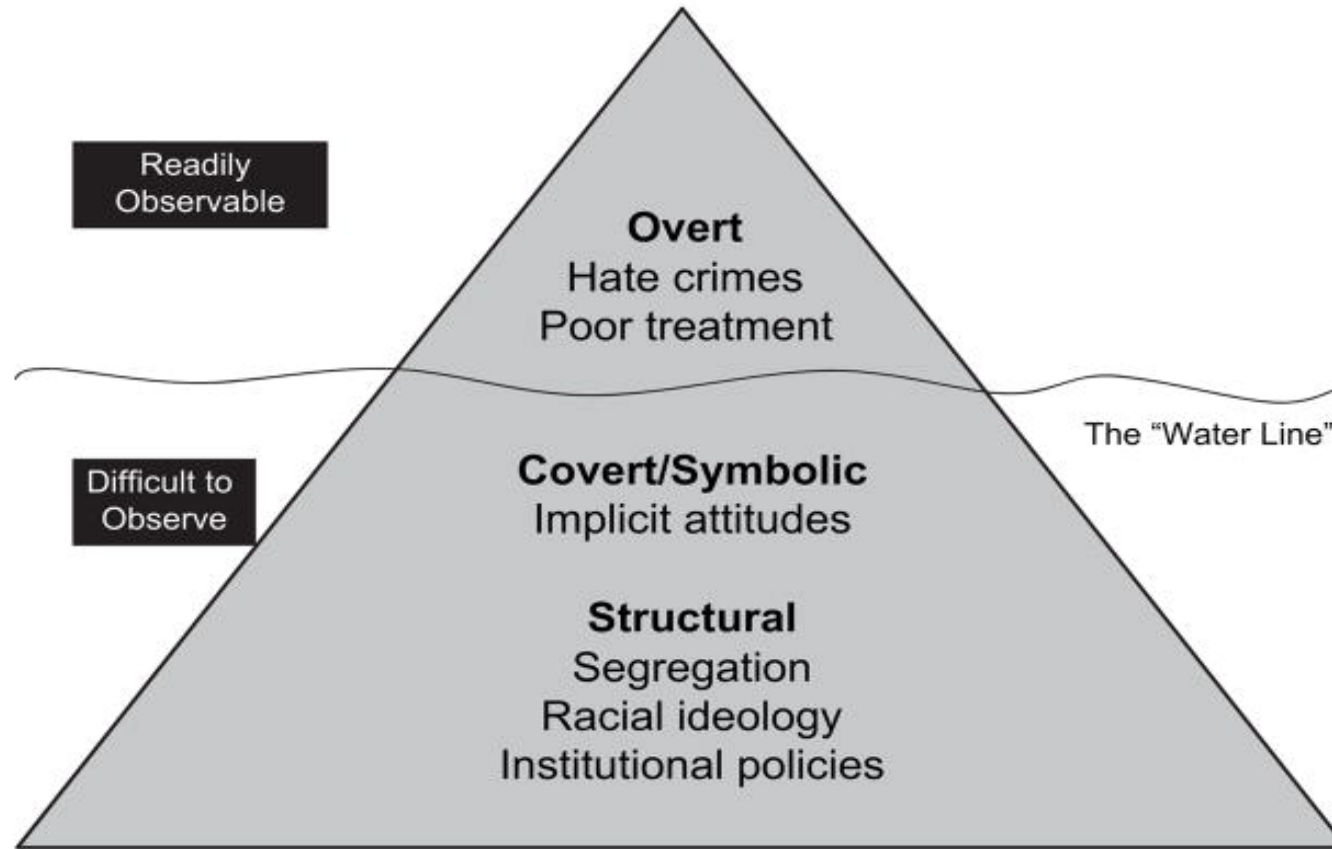 Readily
Observable
Overt
Hate crimes
Poor treatment
The “Water Line”
Difficult to
Observe
Covert/Symbolic
Implicit attitudes
Structural
Segregation
Racial ideology
Institutional policies